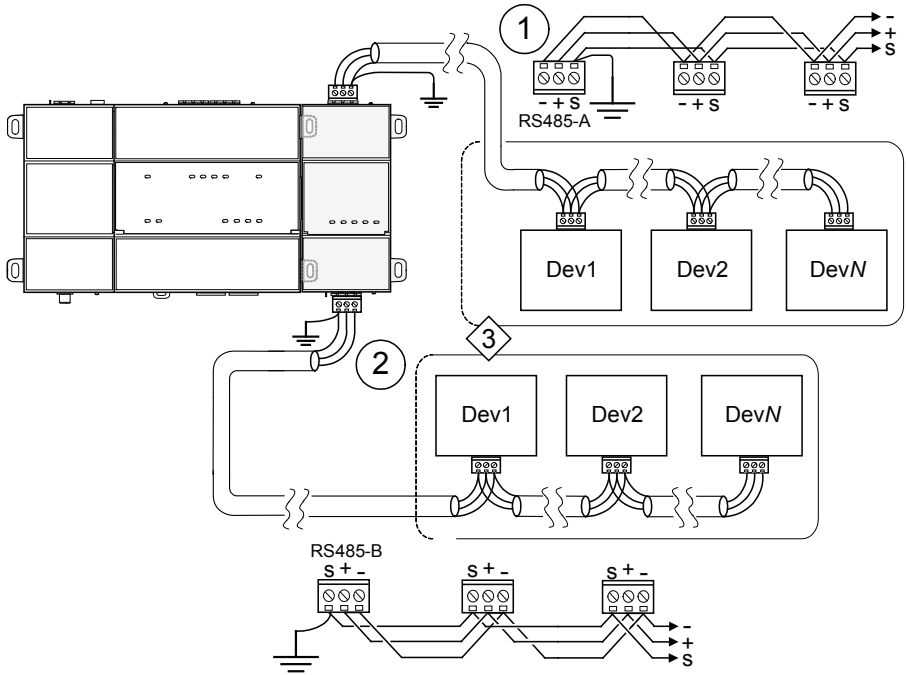 1
-
+
S
- + S
- + S
- + S
RS485-A
Dev1
Dev2
DevN
3
2
Dev1
Dev2
DevN
RS485-B
S + -
S + -
S + -
-
+
S